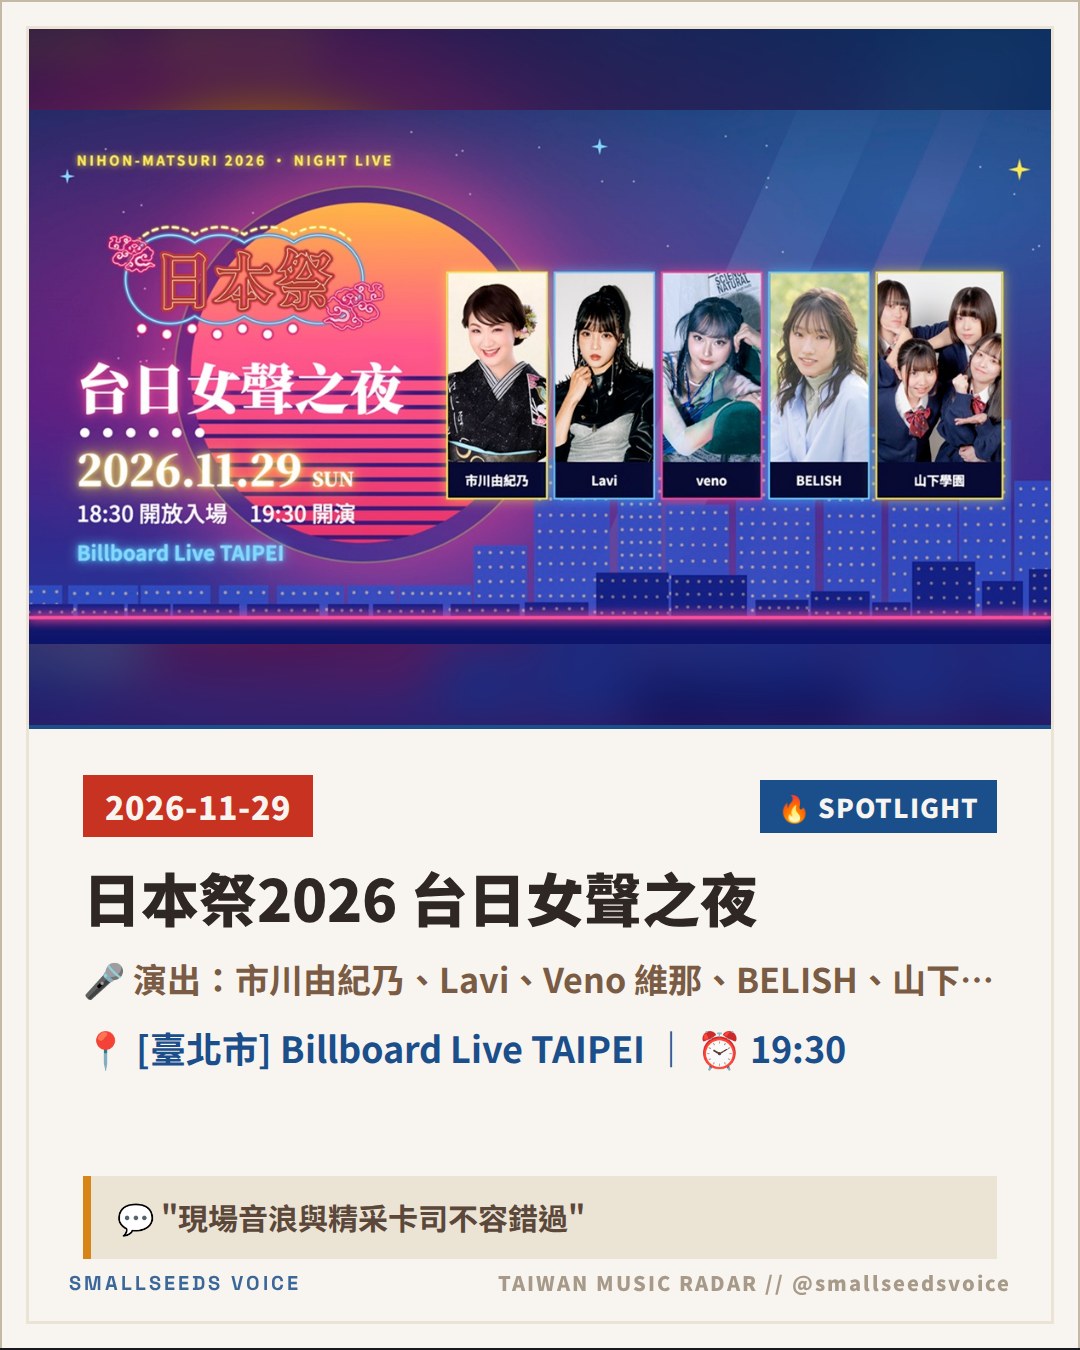 NIHON-MATSURI 2026 • NIGHT LIVE
日本祭
台日女聲之夜
2026.11.29 SUN
18:30 開放入場 19:30 開演
Billboard Live TAIPEI
SCIENCE
NATURAL
市川由紀乃
Lavi
veno
BELISH
山下學園
2026-11-29
🔥 SPOTLIGHT
日本祭2026 台日女聲之夜
🎤 演出：市川由紀乃、Lavi、Veno 維那、BELISH、山下…
📍 [臺北市] Billboard Live TAIPEI ｜ ⏰ 19:30
💬 "現場音浪與精采卡司不容錯過"
SMALLSEEDS VOICE
TAIWAN MUSIC RADAR // @smallseedsvoice